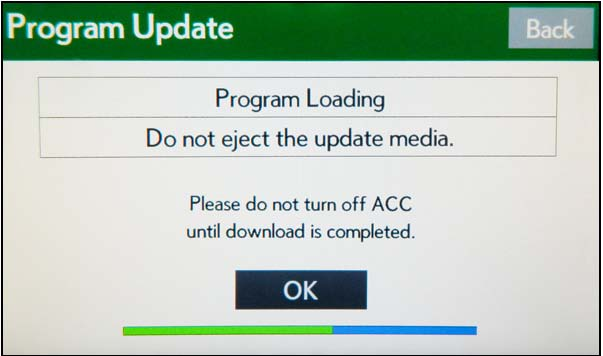 Program Update
Back
Program Loading
Do not eject the update media.
Please do not turn off ACC
until download is completed.
OK